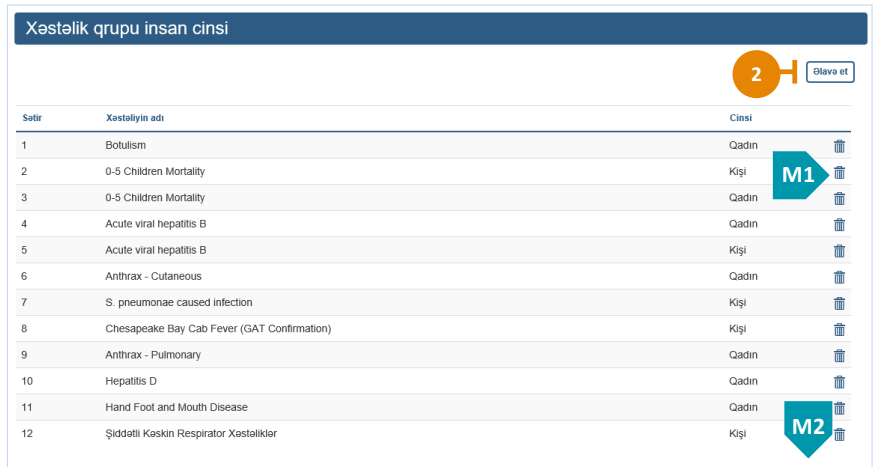 Xəstəlik qrupu insan cinsi
2 Əlavə et
Sətir Xəstəliyin adı Cinsi
1 Botulism Qadın
2 0-5 Children Mortality Kişi M1
3 0-5 Children Mortality Qadın
4 Acute viral hepatitis B Qadın
5 Acute viral hepatitis B Kişi
6 Anthrax - Cutaneous Qadın
7 S. pneumonae caused infection Kişi
8 Chesapeake Bay Cab Fever (GAT Confirmation) Kişi
9 Anthrax - Pulmonary Qadın
10 Hepatitis D Qadın
11 Hand Foot and Mouth Disease Qadın
12 Şiddətli Kəskin Respirator Xəstəliklər Kişi M2